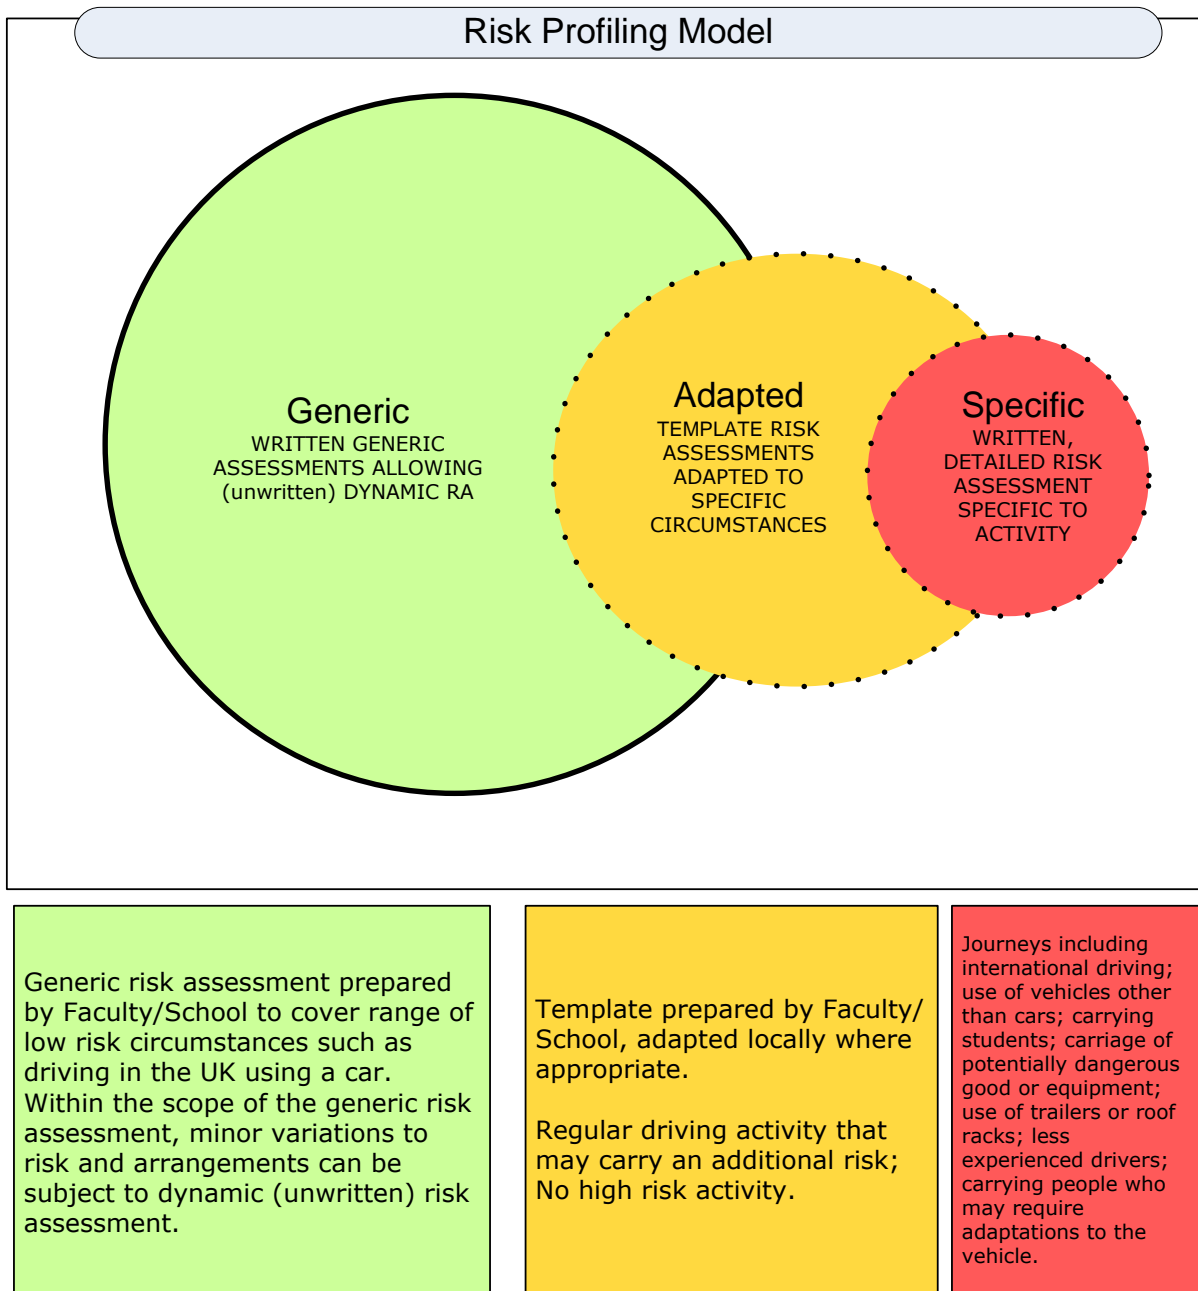 Risk Profiling Model
Generic
WRITTEN GENERIC
ASSESSMENTS ALLOWING
(unwritten) DYNAMIC RA
Adapted
TEMPLATE RISK
ASSESSMENTS
ADAPTED TO
SPECIFIC
CIRCUMSTANCES
Specific
WRITTEN,
DETAILED RISK
ASSESSMENT
SPECIFIC TO
ACTIVITY
Generic risk assessment prepared
by Faculty/School to cover range of
low risk circumstances such as
driving in the UK using a car.
Within the scope of the generic risk
assessment, minor variations to
risk and arrangements can be
subject to dynamic (unwritten) risk
assessment.
Template prepared by Faculty/
School, adapted locally where
appropriate.
Regular driving activity that
may carry an additional risk;
No high risk activity.
Journeys including
international driving;
use of vehicles other
than cars; carrying
students; carriage of
potentially dangerous
good or equipment;
use of trailers or roof
racks; less
experienced drivers;
carrying people who
may require
adaptations to the
vehicle.